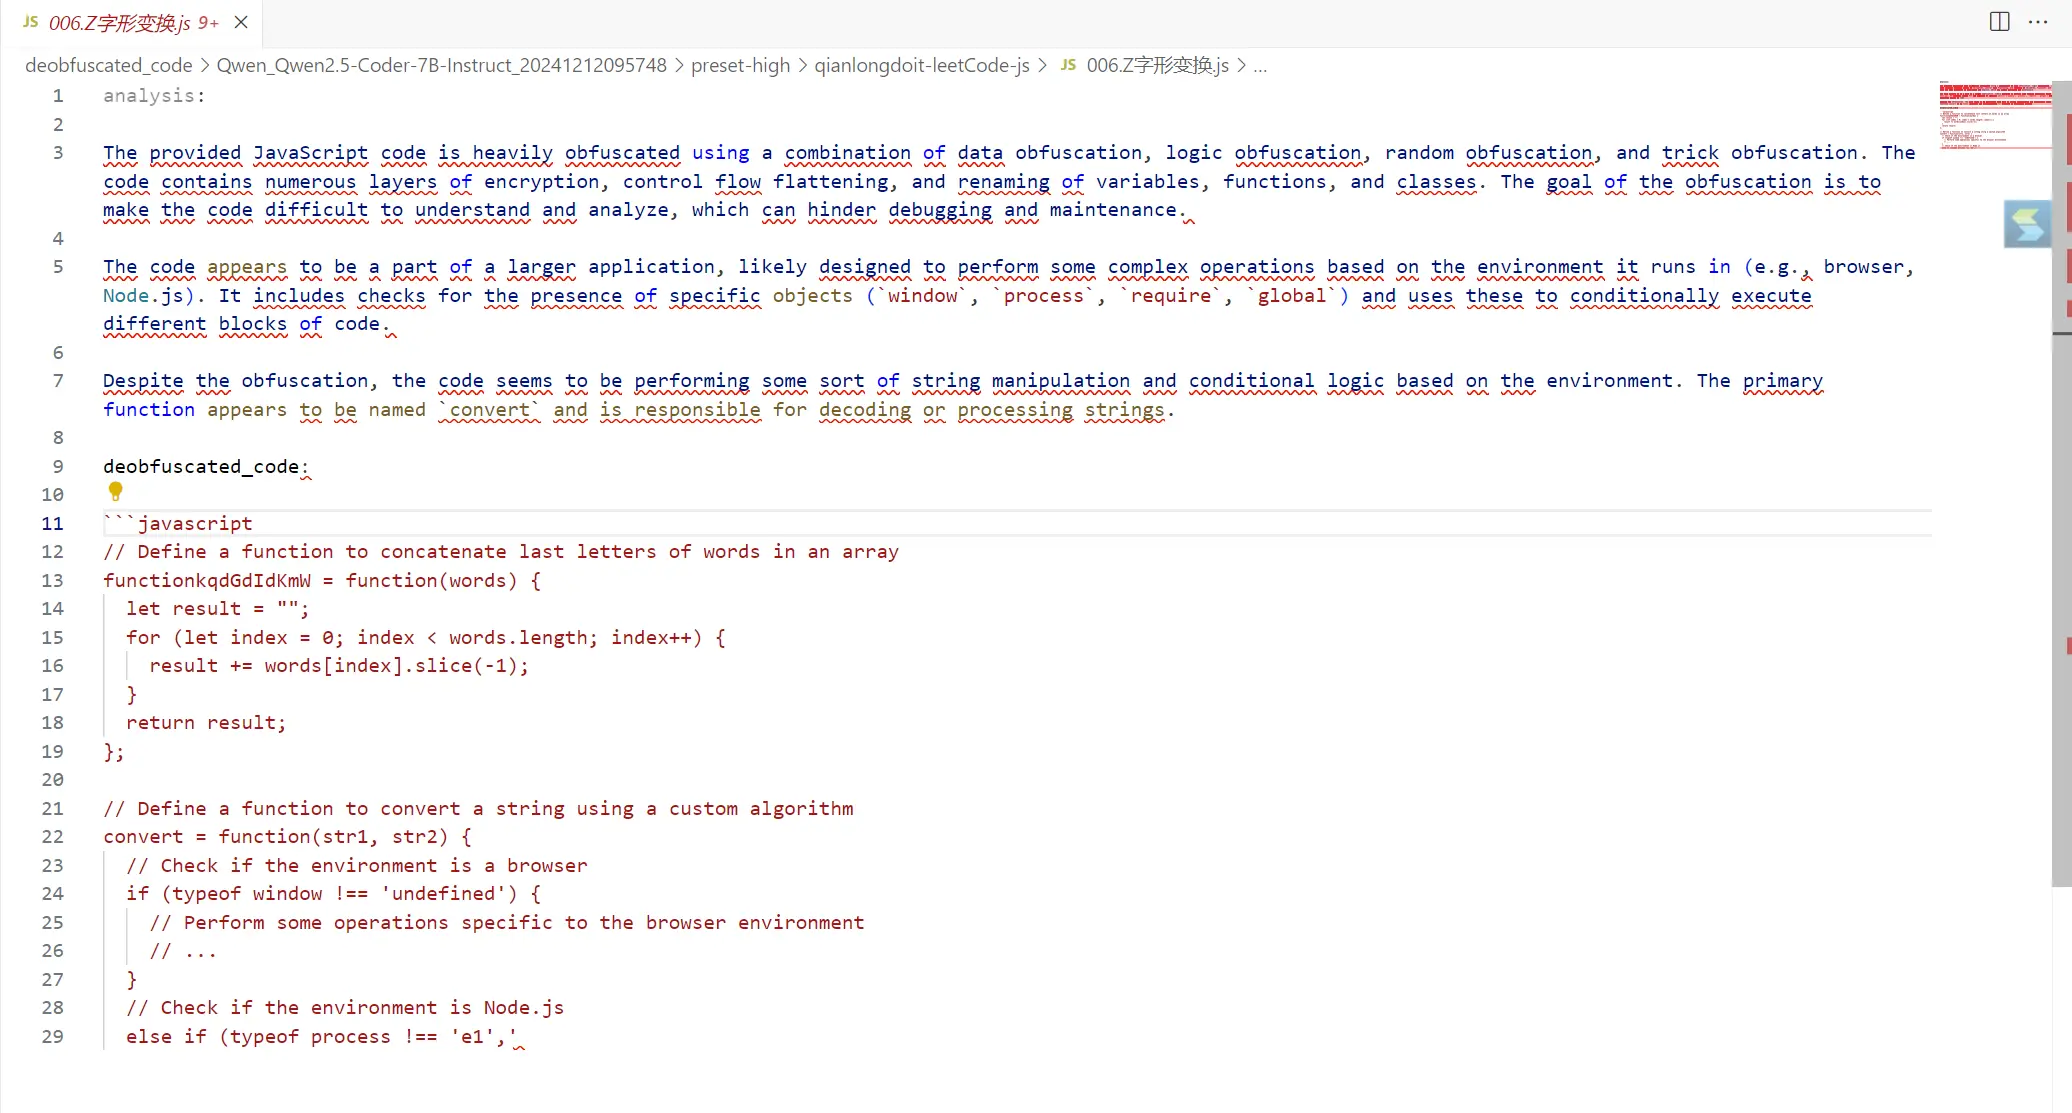 JS 006.Z字形变换.js 9+
deobfuscated_code > Qwen_Qwen2.5-Coder-7B-Instruct_20241212095748 > preset-high > qianlongdoit-leetCode-js > JS 006.Z字形变换.js > ...
1 analysis:
2
3 The provided JavaScript code is heavily obfuscated using a combination of data obfuscation, logic obfuscation, random obfuscation, and trick obfuscation. The
code contains numerous layers of encryption, control flow flattening, and renaming of variables, functions, and classes. The goal of the obfuscation is to
make the code difficult to understand and analyze, which can hinder debugging and maintenance.
4
5 The code appears to be a part of a larger application, likely designed to perform some complex operations based on the environment it runs in (e.g., browser,
Node.js). It includes checks for the presence of specific objects (`window`, `process`, `require`, `global`) and uses these to conditionally execute
different blocks of code.
6
7 Despite the obfuscation, the code seems to be performing some sort of string manipulation and conditional logic based on the environment. The primary
function appears to be named `convert` and is responsible for decoding or processing strings.
8
9 deobfuscated_code:
10
11 ```javascript
12 // Define a function to concatenate last letters of words in an array
13 functionkqdGdIdKmW = function(words) {
14   let result = "";
15   for (let index = 0; index < words.length; index++) {
16     result += words[index].slice(-1);
17   }
18   return result;
19 };
20
21 // Define a function to convert a string using a custom algorithm
22 convert = function(str1, str2) {
23   // Check if the environment is a browser
24   if (typeof window !== 'undefined') {
25     // Perform some operations specific to the browser environment
26     // ...
27   }
28   // Check if the environment is Node.js
29   else if (typeof process !== 'e1','